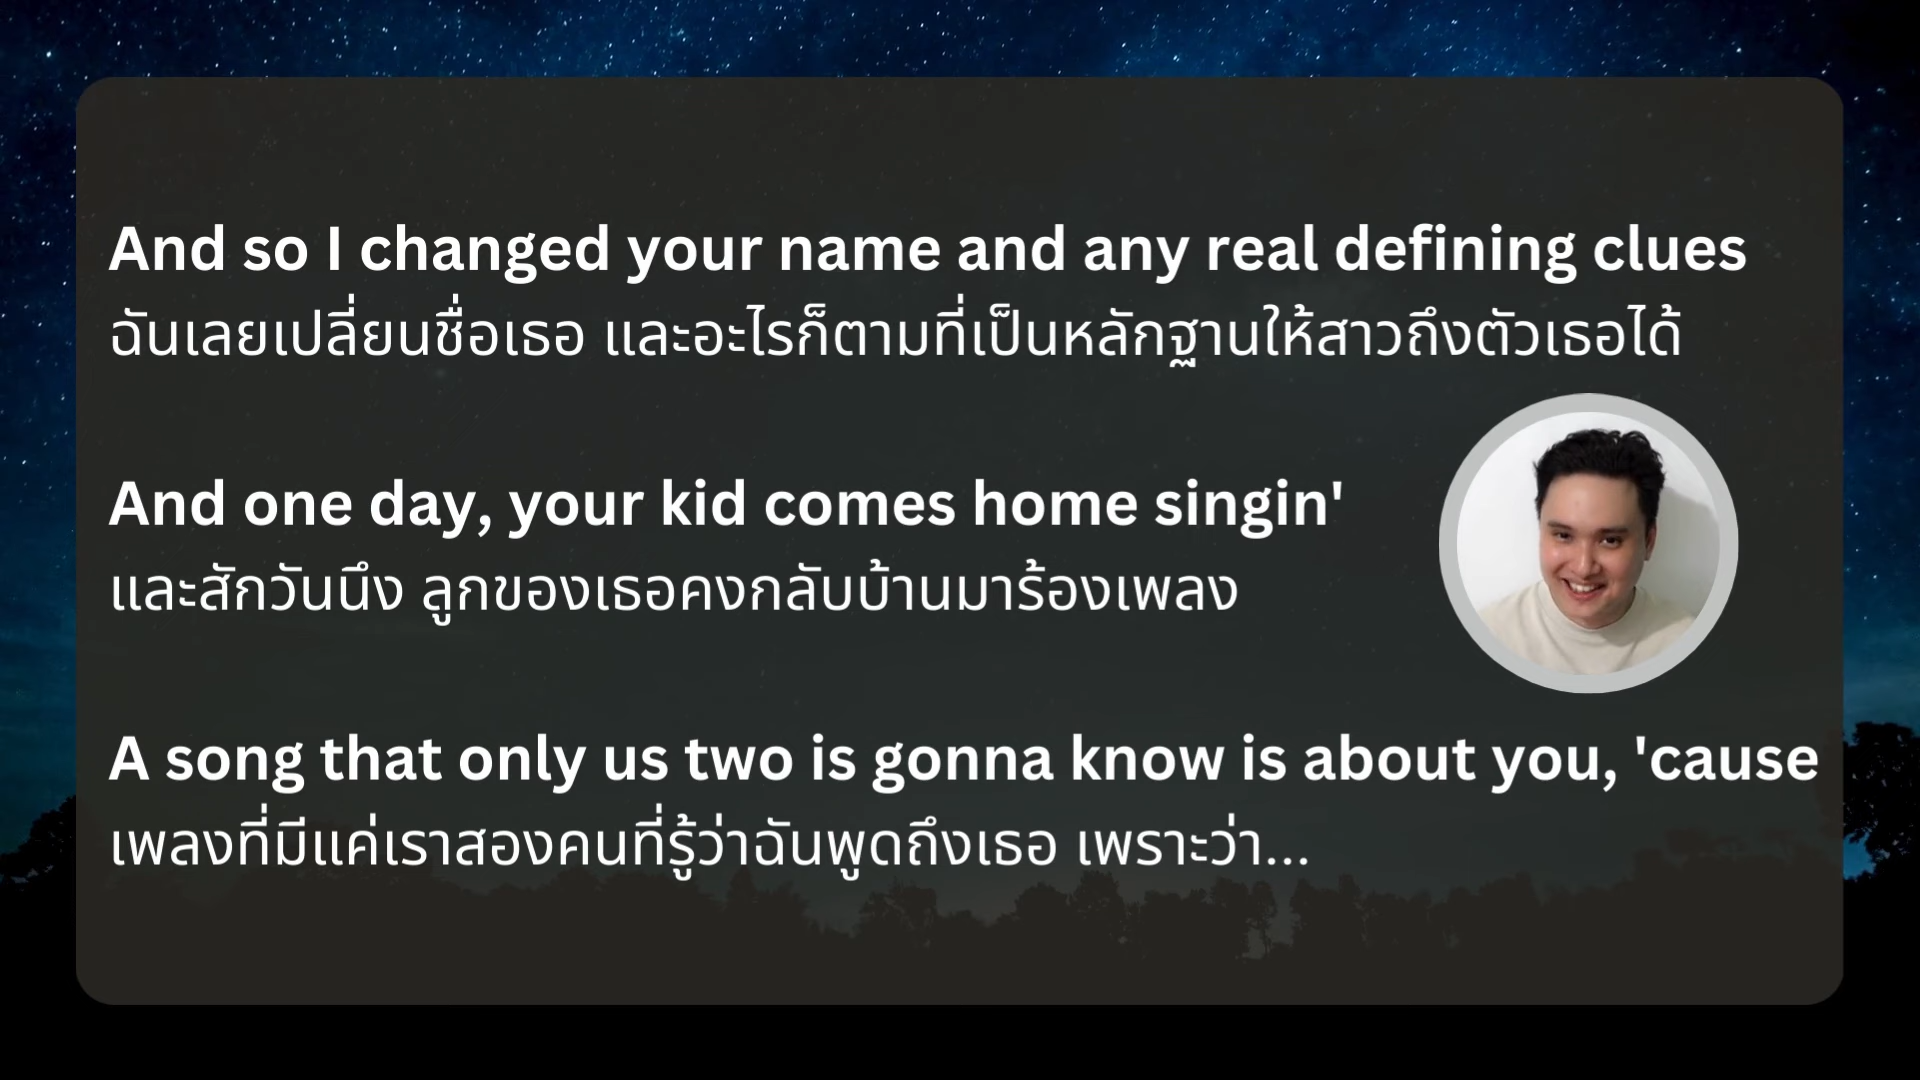 And so I changed your name and any real defining clues
ฉันเลยเปลี่ยนชื่อเธอ และอะไรก็ตามที่เป็นหลักฐานให้สาวถึงตัวเธอได้
And one day, your kid comes home singin'
และสักวันนึง ลูกของเธอคงกลับบ้านมาร้องเพลง
A song that only us two is gonna know is about you, 'cause
เพลงที่มีแค่เราสองคนที่รู้ว่าฉันพูดถึงเธอ เพราะว่า...